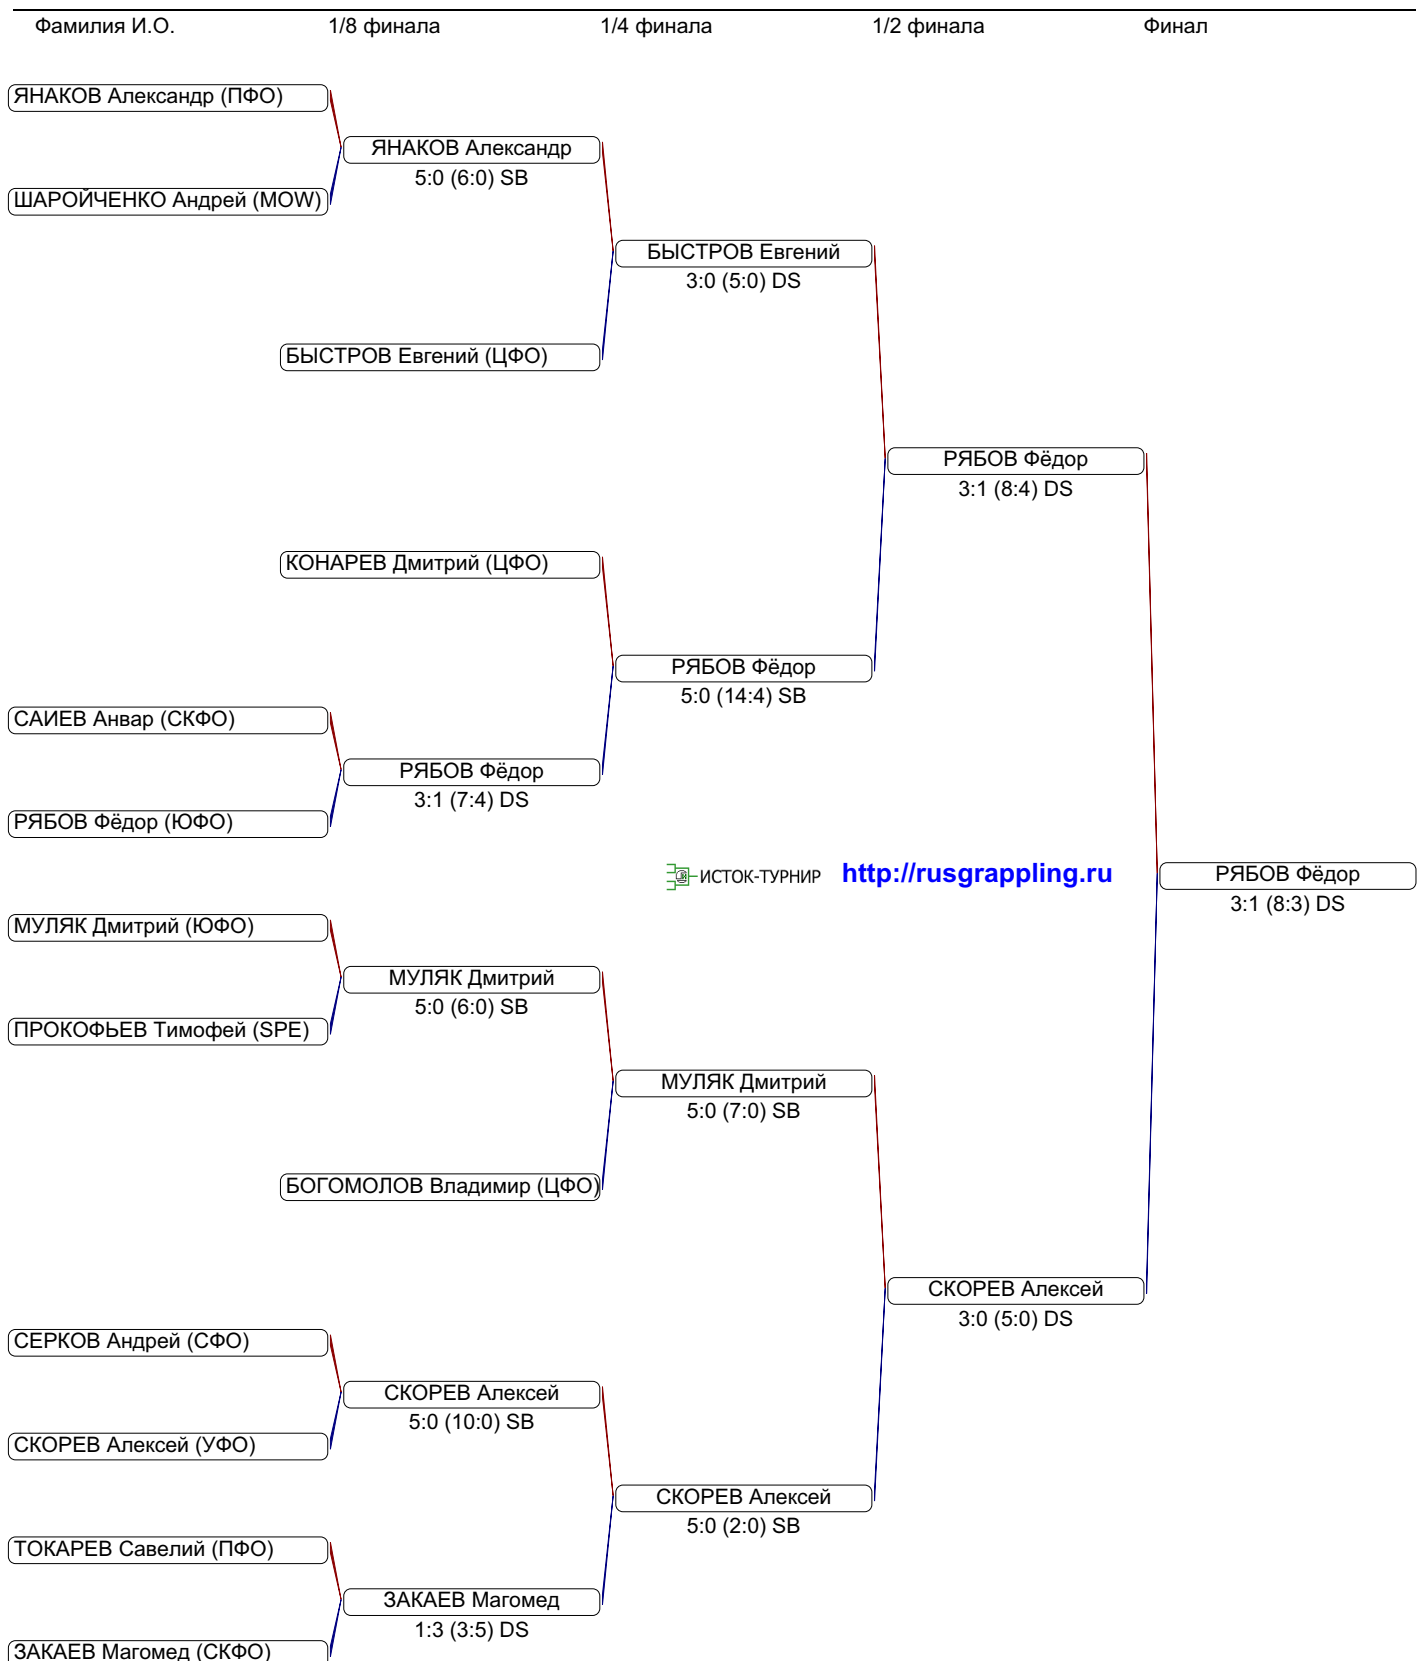 Фамилия И.О. 1/8 финала 1/4 финала 1/2 финала Финал
ЯНАКОВ Александр (ПФО)
ЯНАКОВ Александр
5:0 (6:0) SB
ШАРОЙЧЕНКО Андрей (MOW)
БЫСТРОВ Евгений
3:0 (5:0) DS
БЫСТРОВ Евгений (ЦФО)
РЯБОВ Фёдор
3:1 (8:4) DS
КОНАРЕВ Дмитрий (ЦФО)
РЯБОВ Фёдор
5:0 (14:4) SB
САИЕВ Анвар (СКФО)
РЯБОВ Фёдор
3:1 (7:4) DS
РЯБОВ Фёдор (ЮФО)
ИСТОК-ТУРНИР http://rusgrappling.ru
РЯБОВ Фёдор
3:1 (8:3) DS
МУЛЯК Дмитрий (ЮФО)
МУЛЯК Дмитрий
5:0 (6:0) SB
ПРОКОФЬЕВ Тимофей (SPE)
МУЛЯК Дмитрий
5:0 (7:0) SB
БОГОМОЛОВ Владимир (ЦФО)
СКОРЕВ Алексей
3:0 (5:0) DS
СЕРКОВ Андрей (СФО)
СКОРЕВ Алексей
5:0 (10:0) SB
СКОРЕВ Алексей (УФО)
СКОРЕВ Алексей
5:0 (2:0) SB
ТОКАРЕВ Савелий (ПФО)
ЗАКАЕВ Магомед
1:3 (3:5) DS
ЗАКАЕВ Магомед (СКФО)